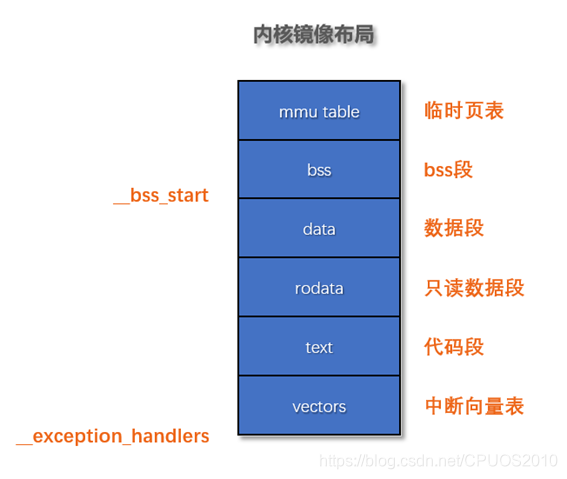 内核镜像布局
mmu table 临时页表
bss bss段
__bss_start
data 数据段
rodata 只读数据段
text 代码段
vectors 中断向量表
__exception_handlers
https://blog.csdn.net/CPUOS2010